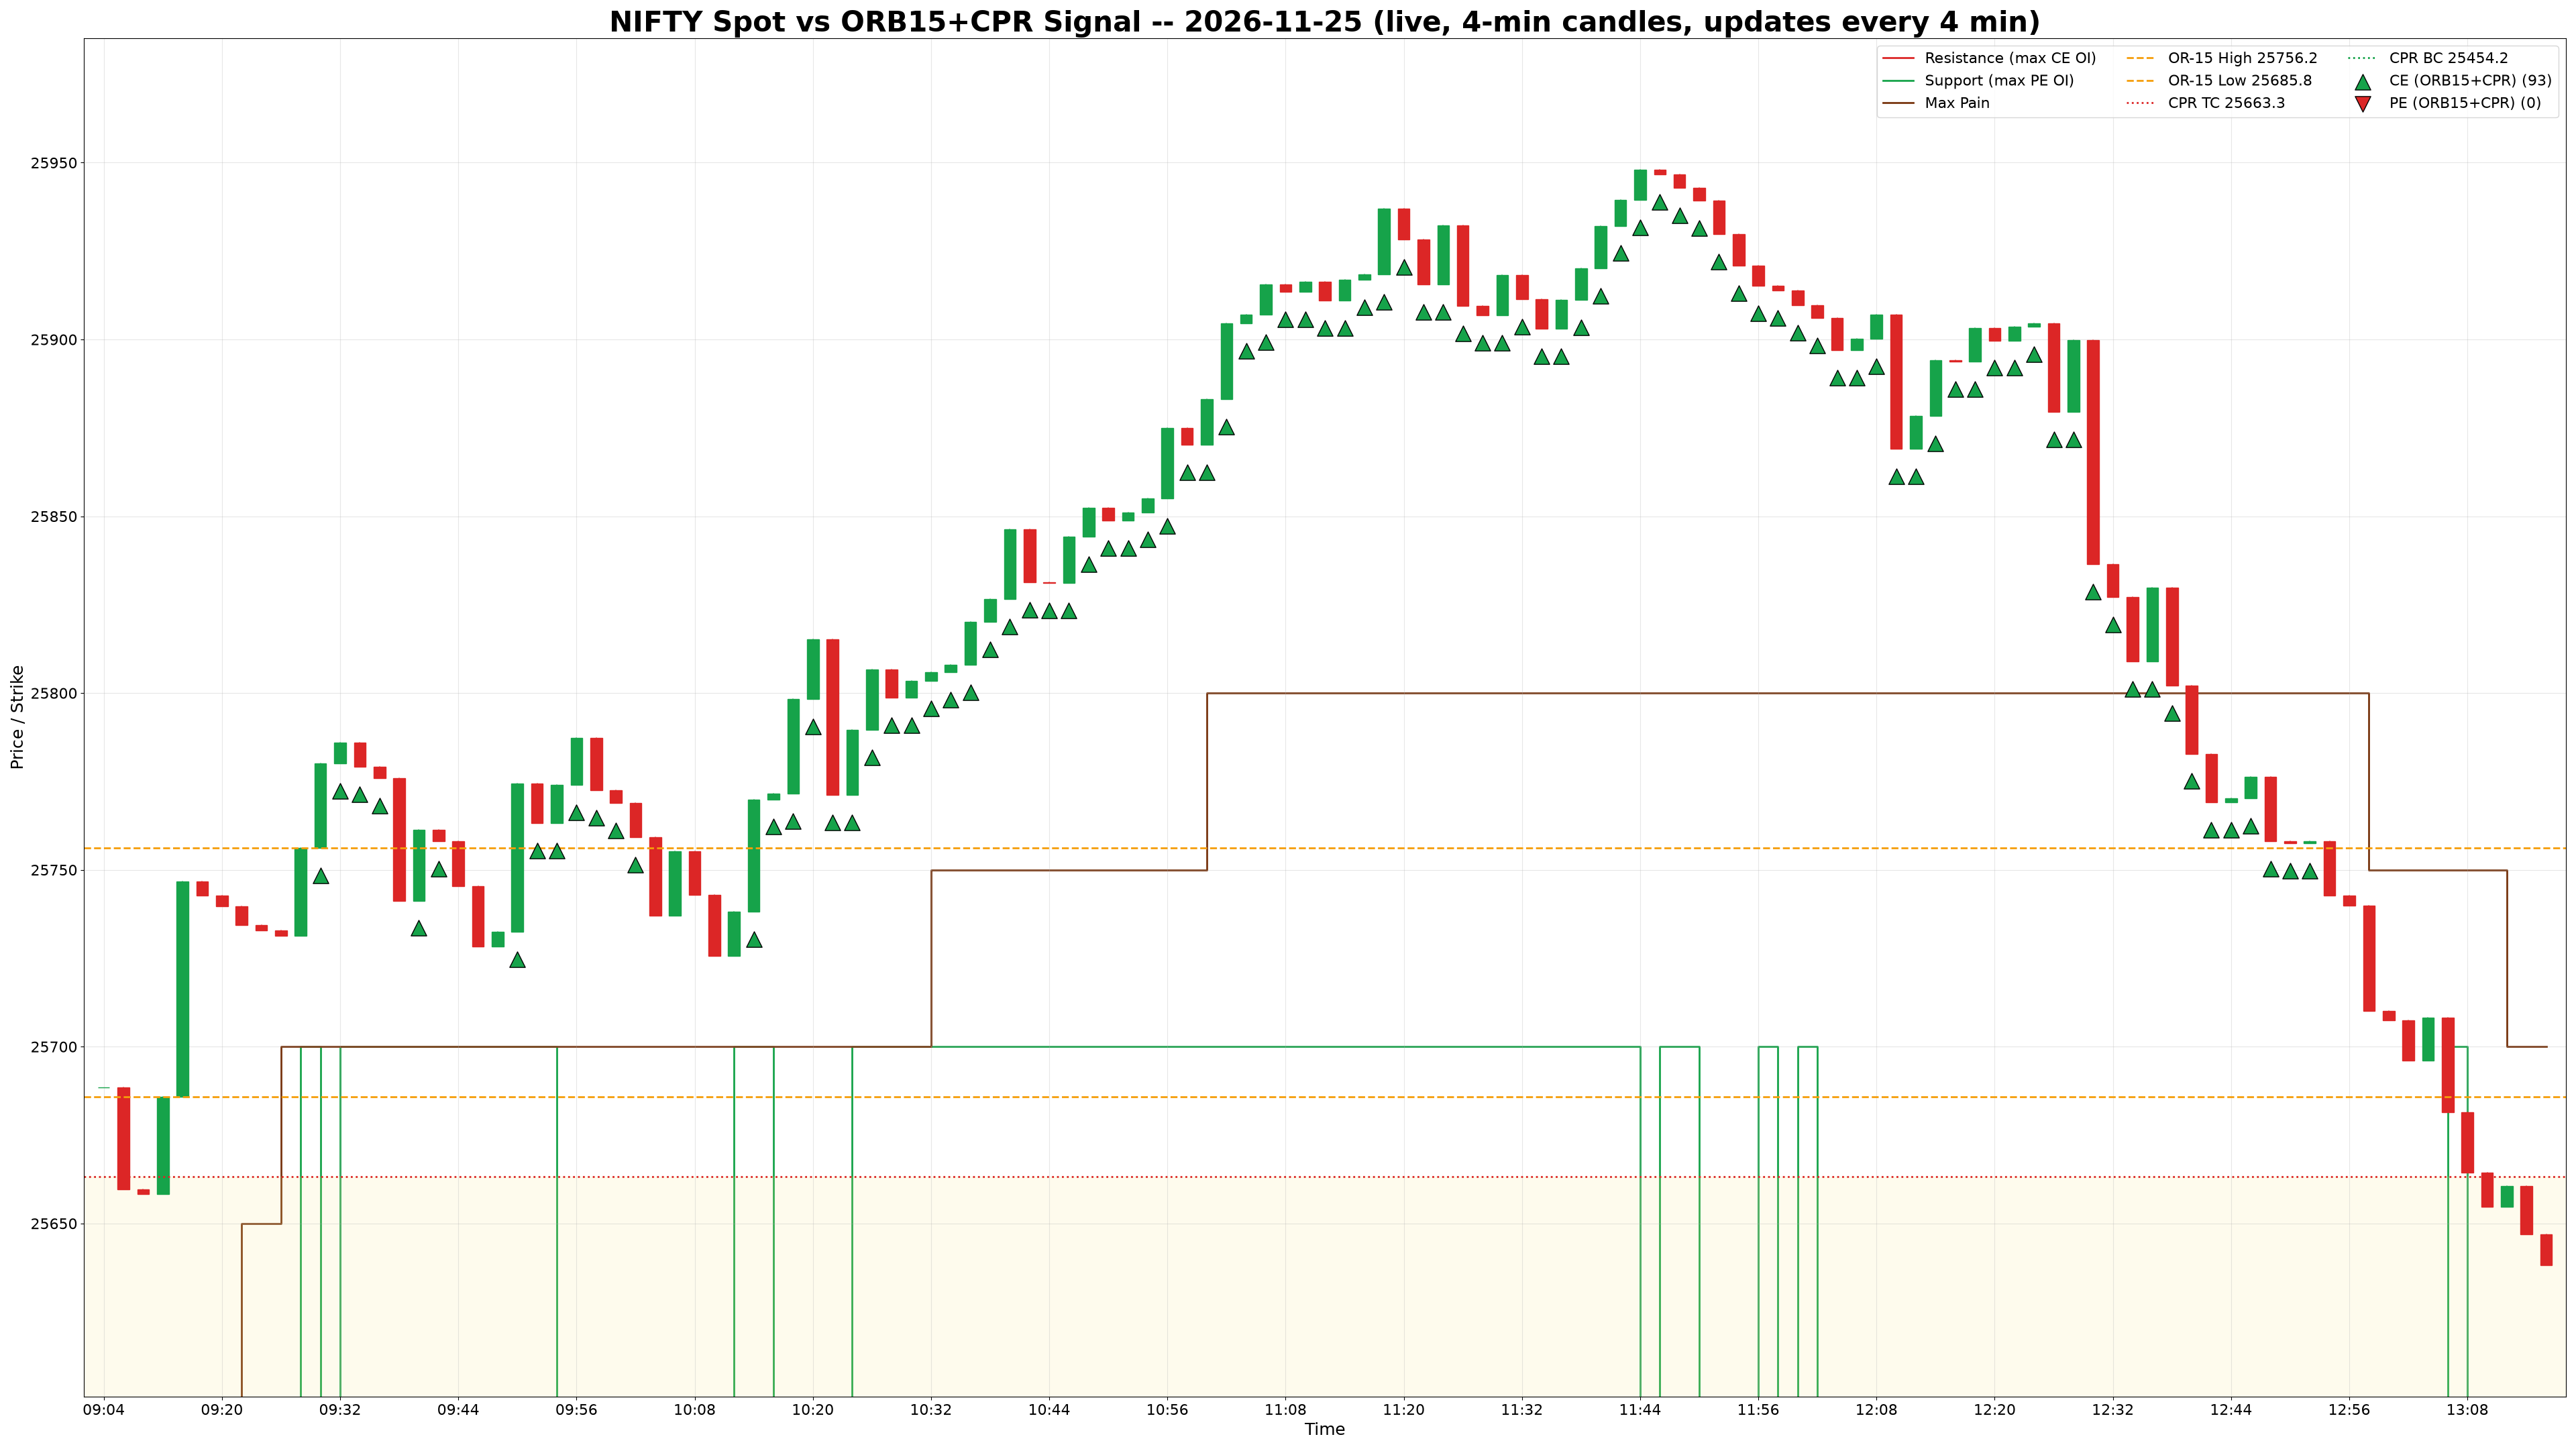 NIFTY Spot vs ORB15+CPR Signal -- 2026-11-25 (live, 4-min candles, updates every 4 min)
Resistance (max CE OI)
Support (max PE OI)
Max Pain
OR-15 High 25756.2
OR-15 Low 25685.8
CPR TC 25663.3
CPR BC 25454.2
CE (ORB15+CPR) (93)
PE (ORB15+CPR) (0)
Price / Strike
25950
25900
25850
25800
25750
25700
25650
09:04 09:20 09:32 09:44 09:56 10:08 10:20 10:32 10:44 10:56 11:08 11:20 11:32 11:44 11:56 12:08 12:20 12:32 12:44 12:56 13:08
Time